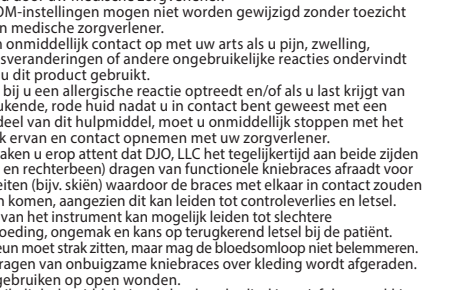 door uw medische zorgverlener.
OM-instellingen mogen niet worden gewijzigd zonder toezicht
n medische zorgverlener.
onmiddellijk contact op met uw arts als u pijn, zwelling,
sveranderingen of andere ongebruikelijke reacties ondervindt
u dit product gebruikt.
bij u een allergische reactie optreedt en/of als u last krijgt van
ukende, rode huid nadat u in contact bent geweest met een
deel van dit hulpmiddel, moet u onmiddellijk stoppen met het
k ervan en contact opnemen met uw zorgverlener.
aken u erop attent dat DJO, LLC het tegelijkertijd aan beide zijden
en rechterbeen) dragen van functionele kniebraces afraadt voor
eiten (bijv. skiën) waardoor de braces met elkaar in contact zouden
n komen, aangezien dit kan leiden tot controleverlies en letsel.
van het instrument kan mogelijk leiden tot slechtere
oeding, ongemak en kans op terugkerend letsel bij de patiënt.
eun moet strak zitten, maar mag de bloedsomloop niet belemmeren.
ragen van onbuigzame kniebraces over kleding wordt afgeraden.
gebruiken op open wonden.